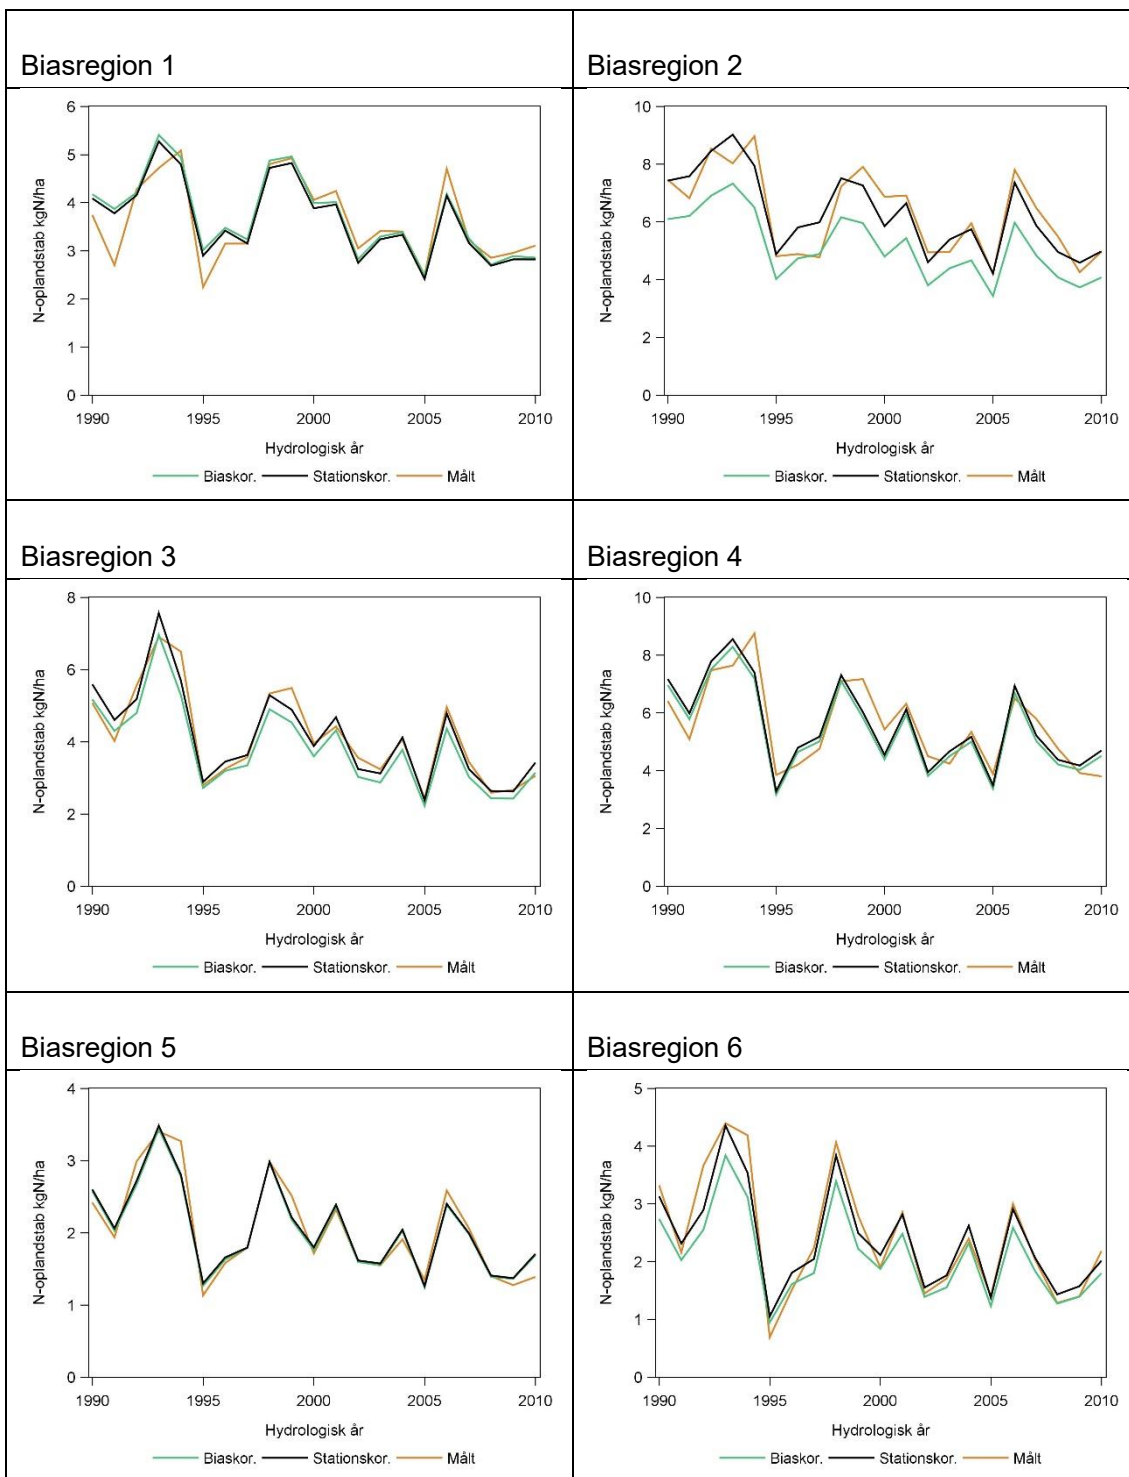 Biasregion 1
Biasregion 2
6
5
4
3
2
1
0
N-oplandstab kgN/ha
1990
1995
2000
2005
2010
Hydrologisk år
Biaskor. Stationskor. Målt
10
8
6
4
2
0
N-oplandstab kgN/ha
1990
1995
2000
2005
2010
Hydrologisk år
Biaskor. Stationskor. Målt
Biasregion 3
Biasregion 4
8
6
4
2
0
N-oplandstab kgN/ha
1990
1995
2000
2005
2010
Hydrologisk år
Biaskor. Stationskor. Målt
10
8
6
4
2
0
N-oplandstab kgN/ha
1990
1995
2000
2005
2010
Hydrologisk år
Biaskor. Stationskor. Målt
Biasregion 5
Biasregion 6
4
3
2
1
0
N-oplandstab kgN/ha
1990
1995
2000
2005
2010
Hydrologisk år
Biaskor. Stationskor. Målt
5
4
3
2
1
0
N-oplandstab kgN/ha
1990
1995
2000
2005
2010
Hydrologisk år
Biaskor. Stationskor. Målt